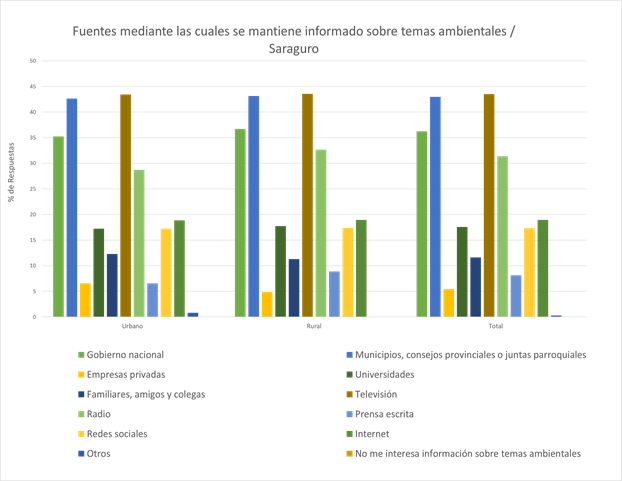 Fuentes mediante las cuales se mantiene informado sobre temas ambientales /
Saraguro
% de Respuestas
50
45
40
35
30
25
20
15
10
5
0
Urbano Rural Total
Gobierno nacional Municipios, consejos provinciales o juntas parroquiales
Empresas privadas Universidades
Familiares, amigos y colegas Televisión
Radio Prensa escrita
Redes sociales Internet
Otros No me interesa información sobre temas ambientales